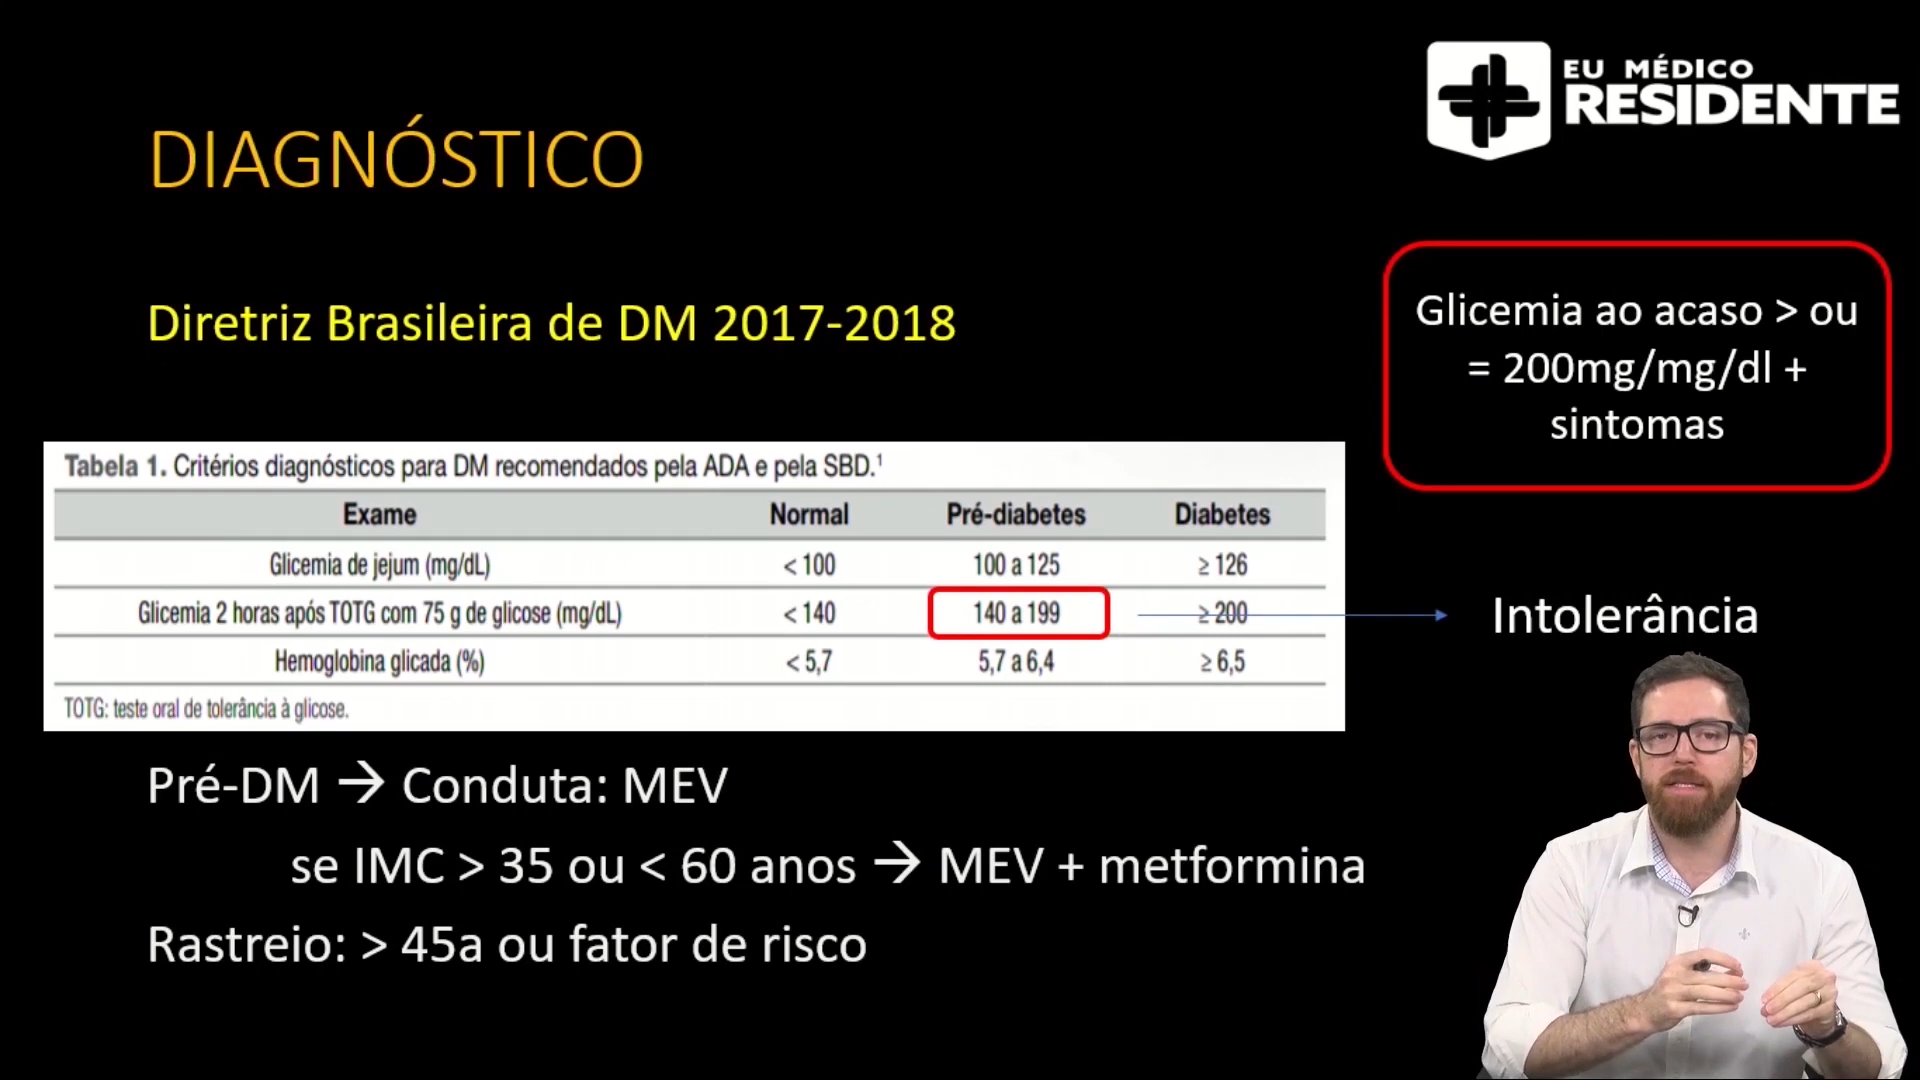 EU MÉDICO
RESIDENTE
DIAGNÓSTICO
Diretriz Brasileira de DM 2017-2018
Glicemia ao acaso > ou
= 200mg/mg/dl +
sintomas
Tabela 1. Critérios diagnósticos para DM recomendados pela ADA e pela SBD.¹
Exame Normal Pré-diabetes Diabetes
Glicemia de jejum (mg/dL) < 100 100 a 125 ≥ 126
Glicemia 2 horas após TOTG com 75 g de glicose (mg/dL) < 140 140 a 199 ≥ 200
Intolerância
Hemoglobina glicada (%) < 5,7 5,7 a 6,4 ≥ 6,5
TOTG: teste oral de tolerância à glicose.
Pré-DM → Conduta: MEV
se IMC > 35 ou < 60 anos → MEV + metformina
Rastreio: > 45a ou fator de risco